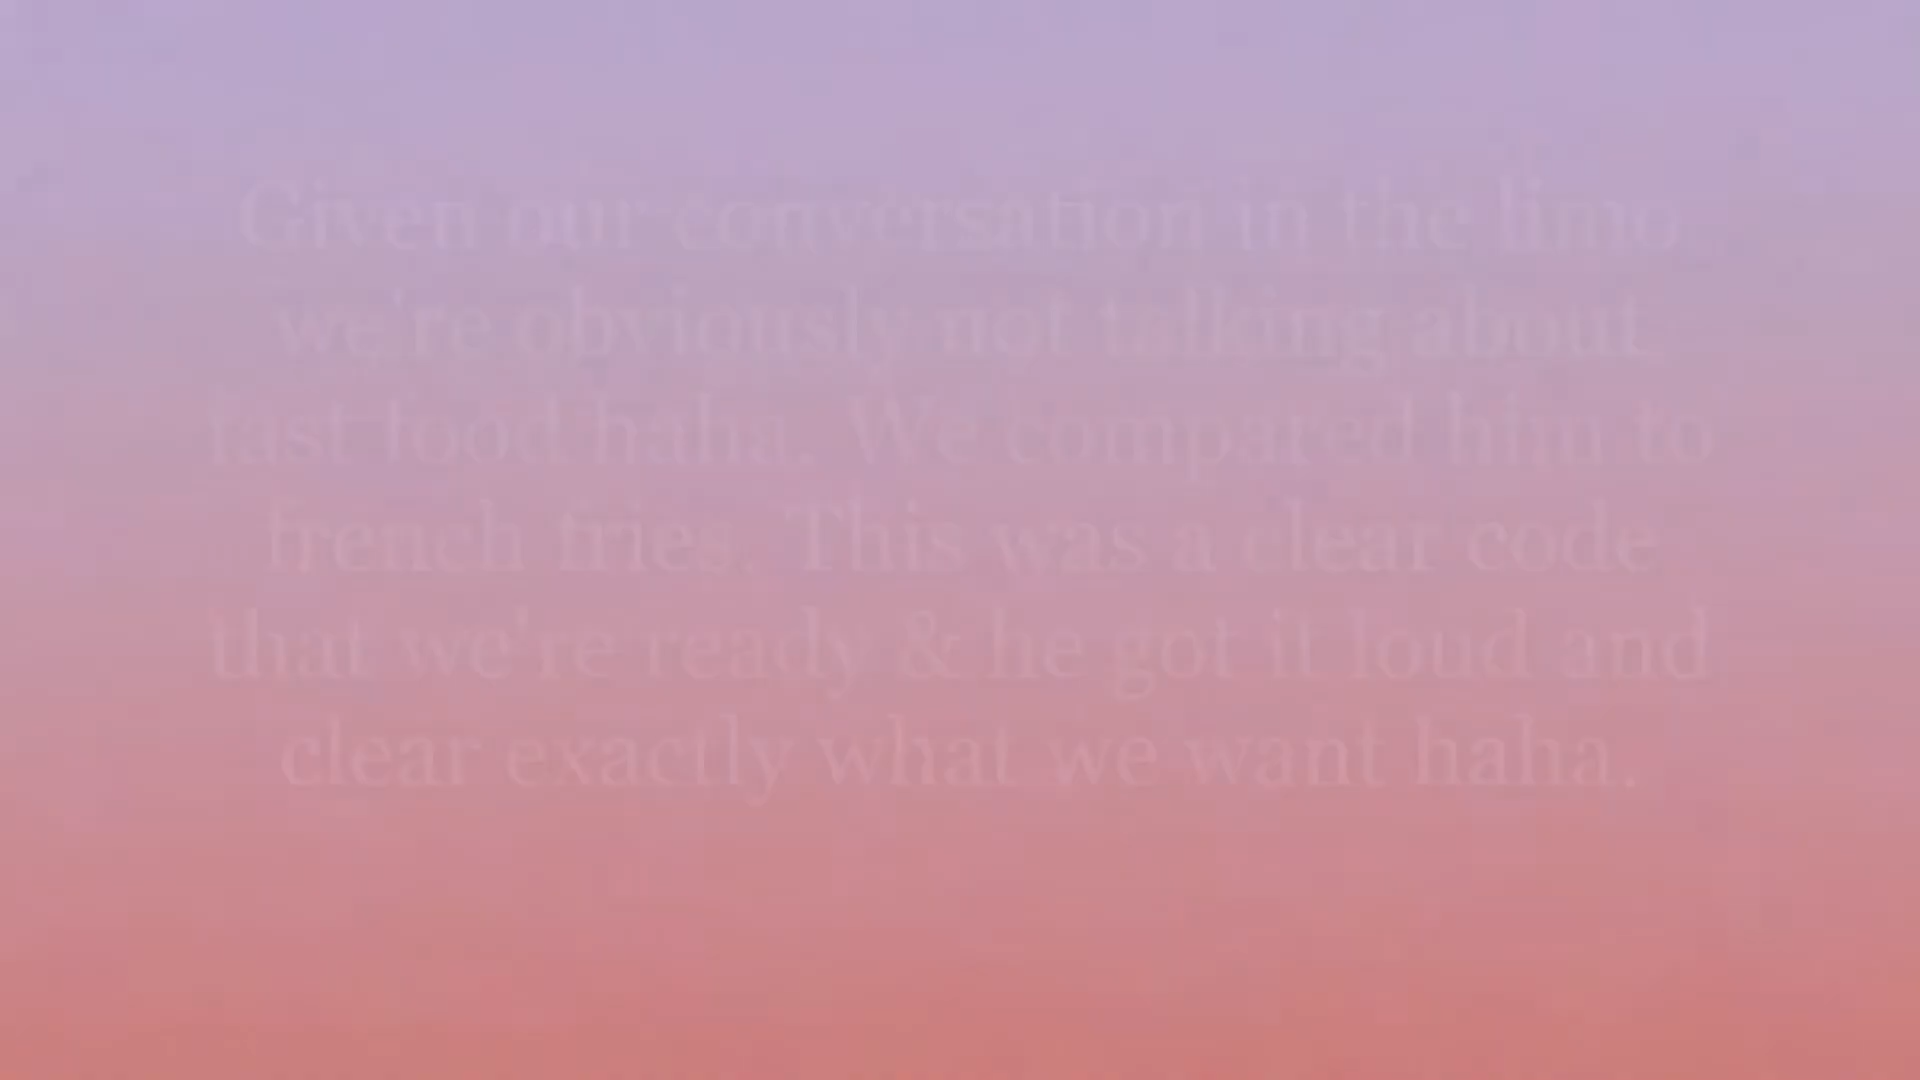 Given our conversation in the limo
we're obviously not talking about
fast food haha. We compared him to
french fries. This was a clear code
that we're ready & he got it loud and
clear exactly what we want haha.